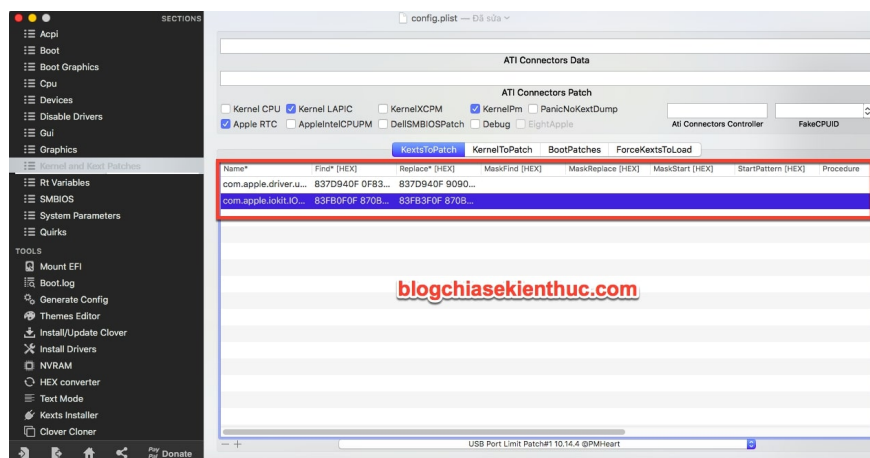 SECTIONS
config.plist — Đã sửa
Acpi
Boot
Boot Graphics
Cpu
Devices
Disable Drivers
Gui
Graphics
Kernel and Kext Patches
Rt Variables
SMBIOS
System Parameters
Quirks
TOOLS
Mount EFI
Boot.log
Generate Config
Themes Editor
Install/Update Clover
Install Drivers
NVRAM
HEX converter
Text Mode
Kexts Installer
Clover Cloner
Pay Pal Donate
ATI Connectors Data
ATI Connectors Patch
Kernel CPU Kernel LAPIC KernelXCPM KernelPm PanicNoKextDump
Apple RTC AppleIntelCPUPM DellSMBIOSPatch Debug EightApple Ati Connectors Controller FakeCPUID
KextsToPatch KernelToPatch BootPatches ForceKextsToLoad
Name* Find* [HEX] Replace* [HEX] MaskFind [HEX] MaskReplace [HEX] MaskStart [HEX] StartPattern [HEX] Procedure
com.apple.driver.u... 837D940F 0F83... 837D940F 9090...
com.apple.iokit.IO... 83FB0F0F 870B... 83FB3F0F 870B...
blogchiasekienthuc.com
USB Port Limit Patch#1 10.14.4 @PMHeart